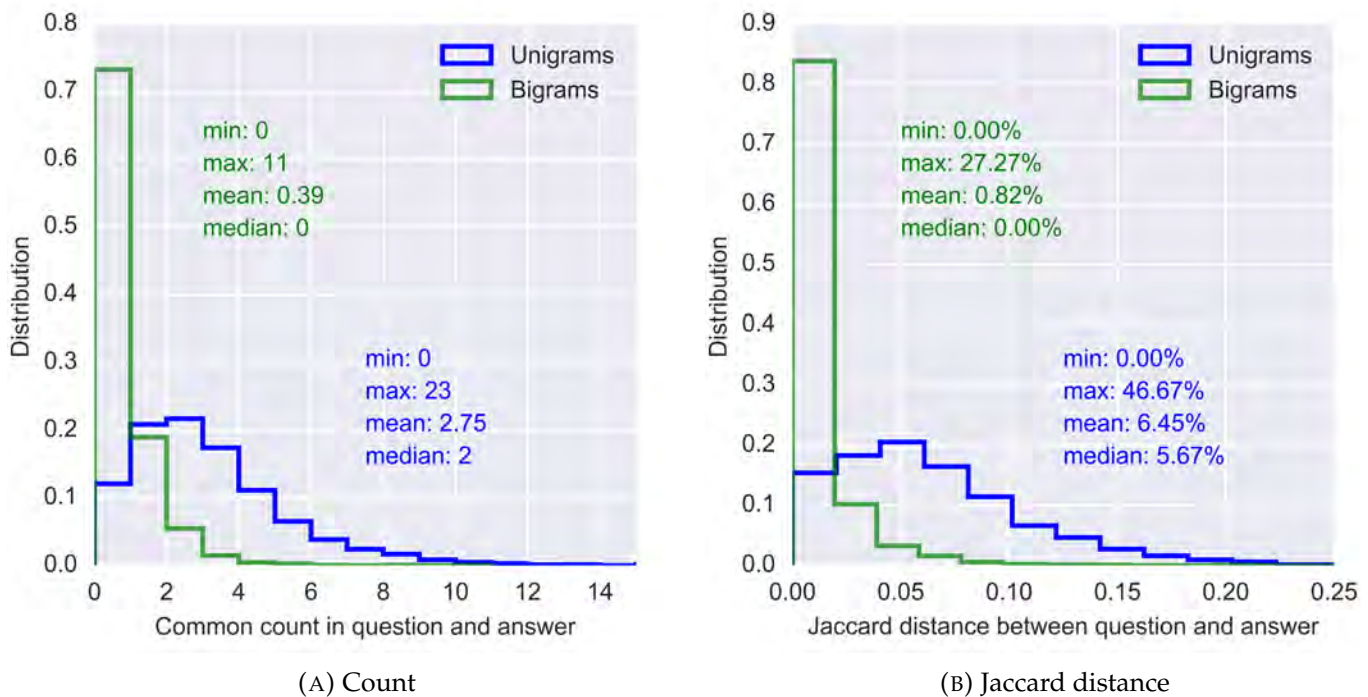 0.8
0.7
0.6
0.5
0.4
0.3
0.2
0.1
0.0
Distribution
Unigrams
Bigrams
min: 0
max: 11
mean: 0.39
median: 0
min: 0
max: 23
mean: 2.75
median: 2
0 2 4 6 8 10 12 14
Common count in question and answer
(A) Count
0.9
0.8
0.7
0.6
0.5
0.4
0.3
0.2
0.1
0.0
Distribution
Unigrams
Bigrams
min: 0.00%
max: 27.27%
mean: 0.82%
median: 0.00%
min: 0.00%
max: 46.67%
mean: 6.45%
median: 5.67%
0.00 0.05 0.10 0.15 0.20 0.25
Jaccard distance between question and answer
(B) Jaccard distance